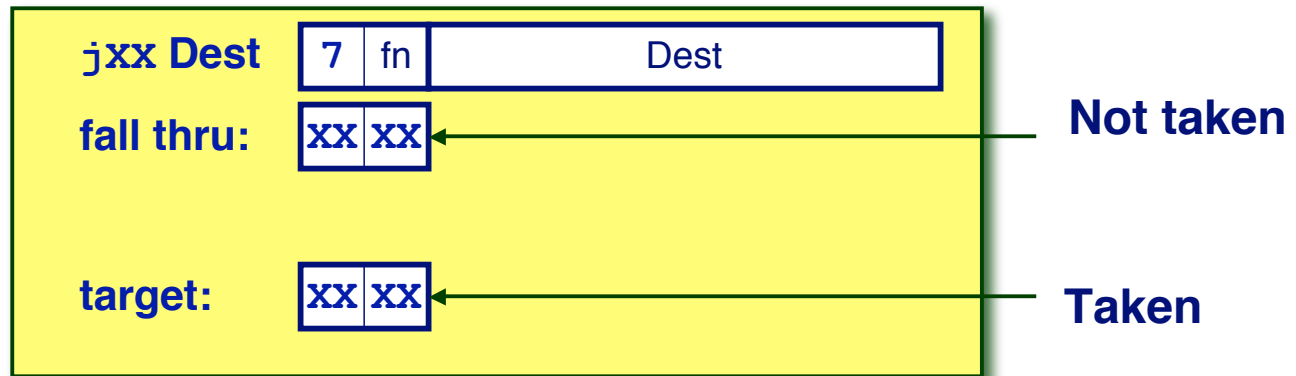 jXX Dest 7 fn Dest
fall thru: XX XX Not taken
target: XX XX Taken